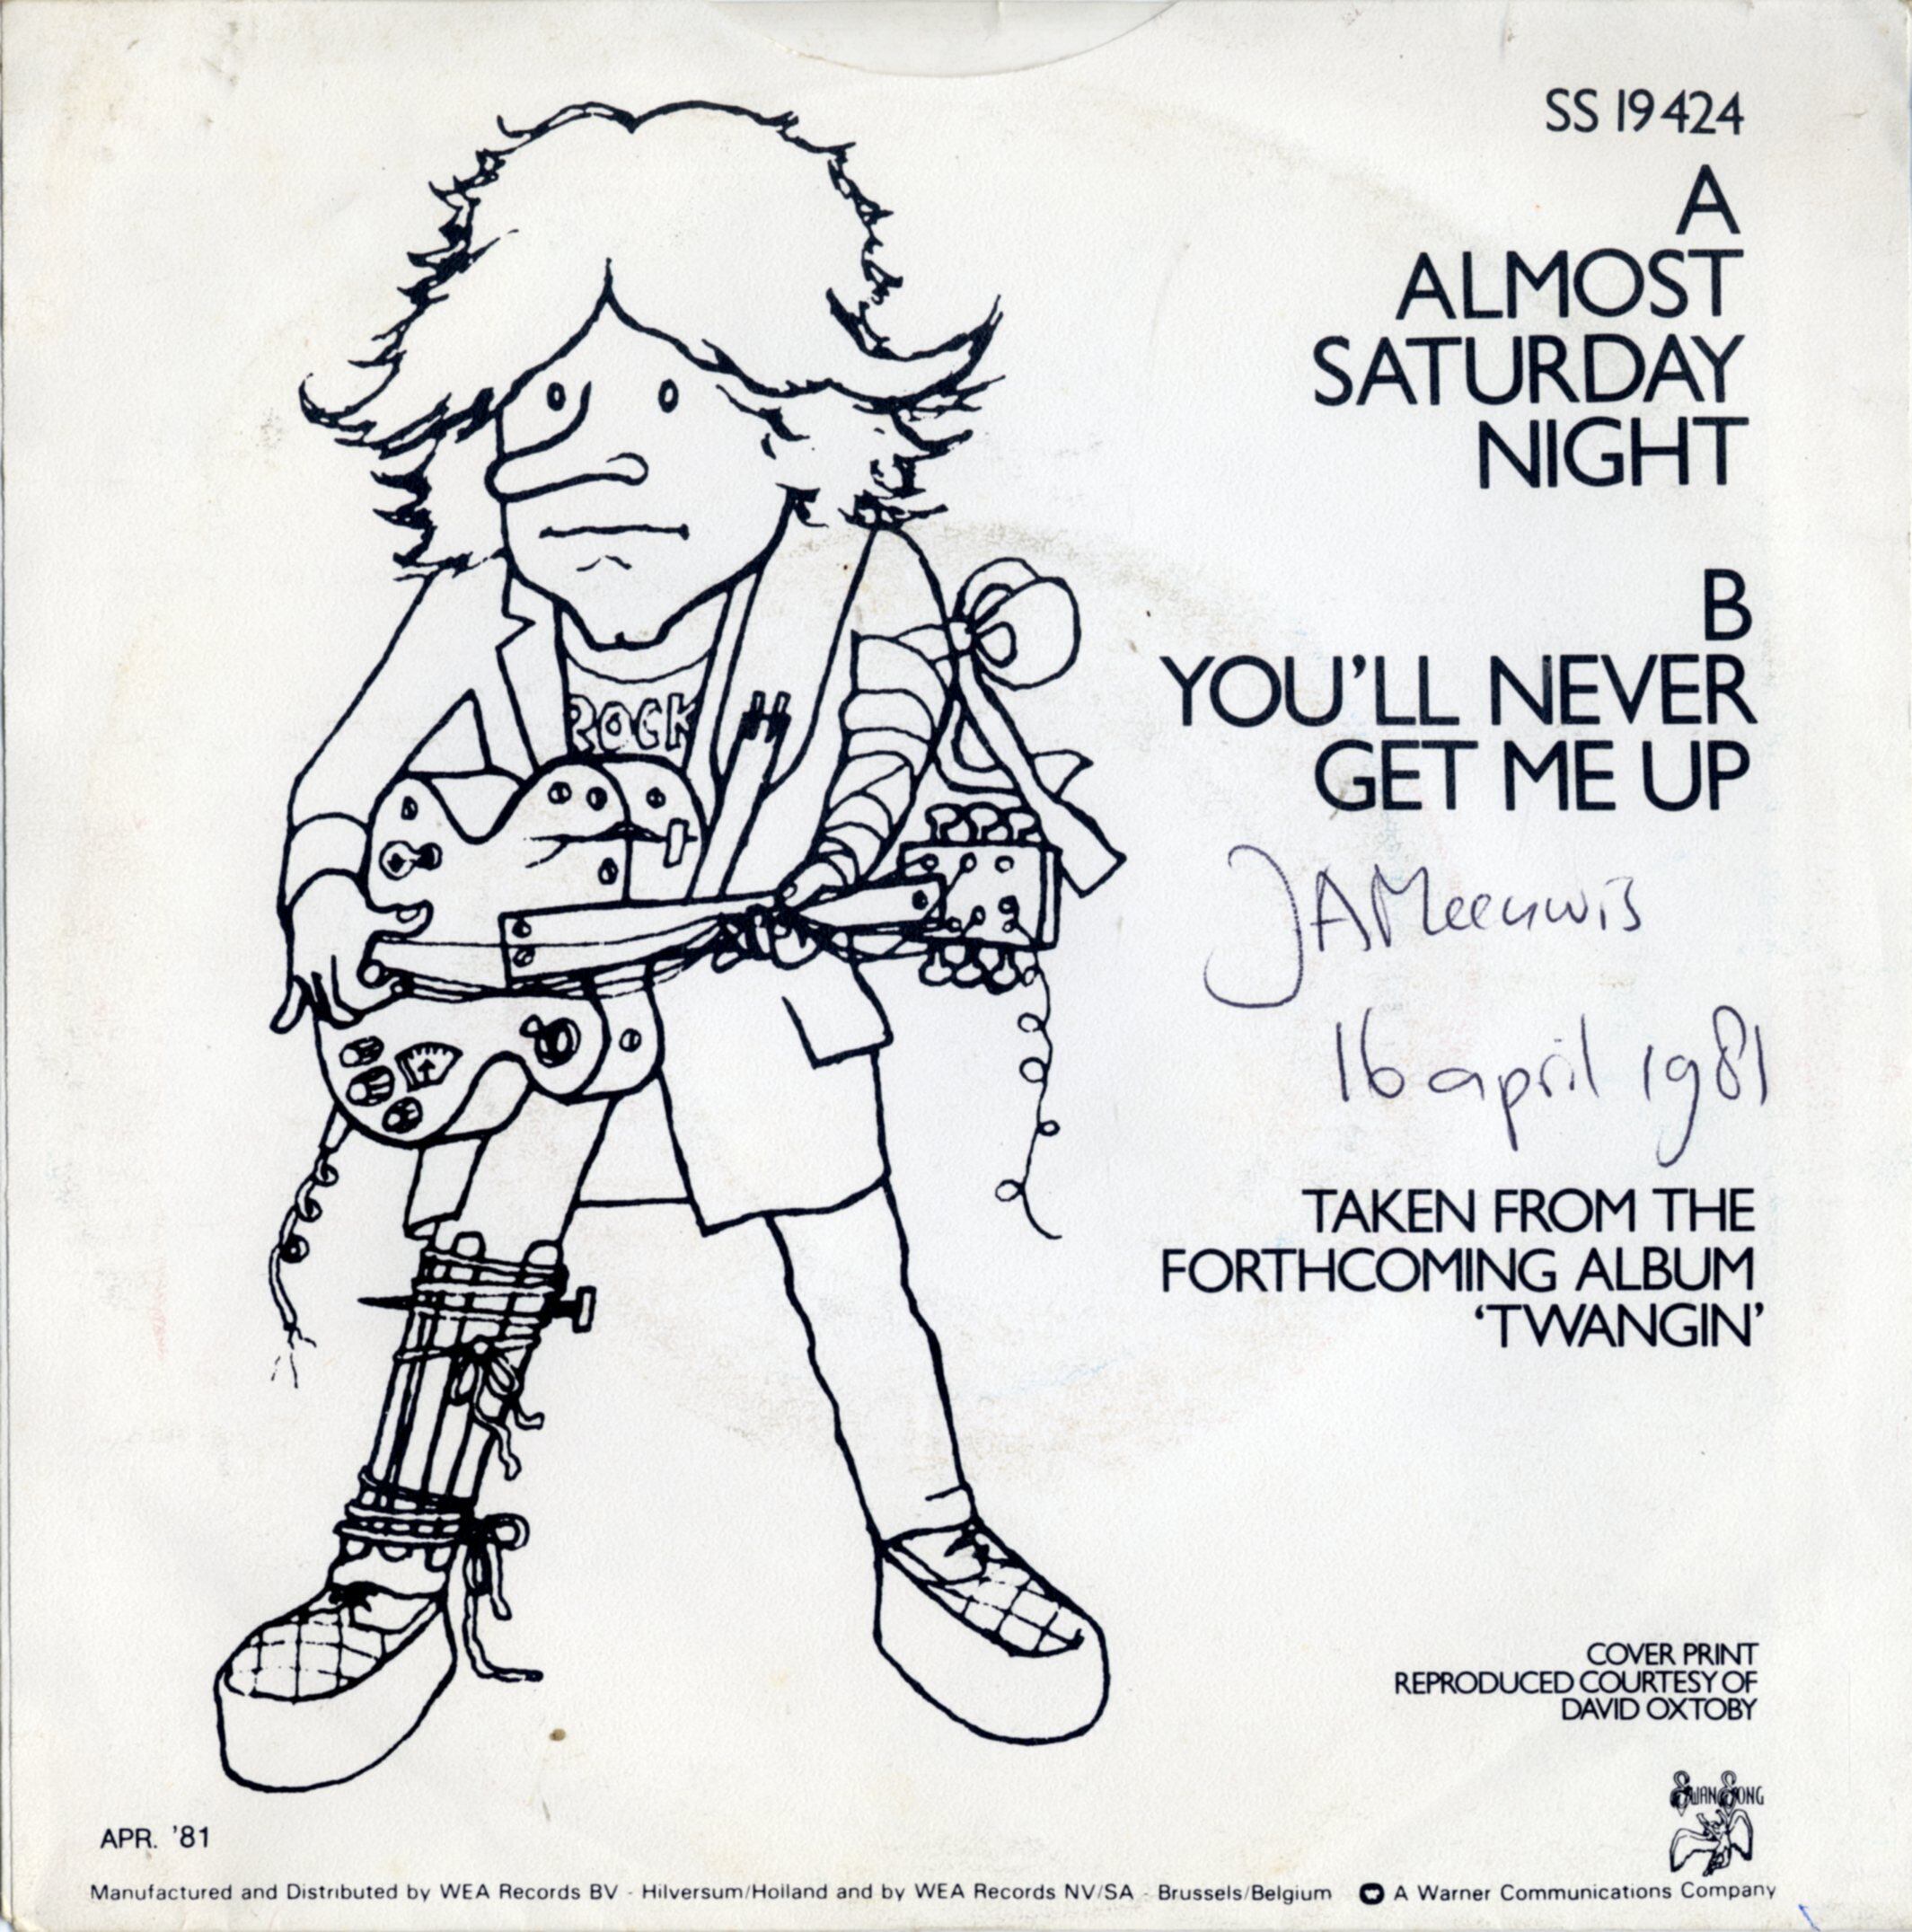 SS 19424
A
ALMOST
SATURDAY
NIGHT
B
YOU'LL NEVER
GET ME UP
ROCK
JAMeeuwis
16 april 1981
TAKEN FROM THE
FORTHCOMING ALBUM
'TWANGIN'
COVER PRINT
REPRODUCED COURTESY OF
DAVID OXTOBY
SWAN SONG
APR. '81
Manufactured and Distributed by WEA Records BV - Hilversum/Holland and by WEA Records NV/SA - Brussels/Belgium A Warner Communications Company